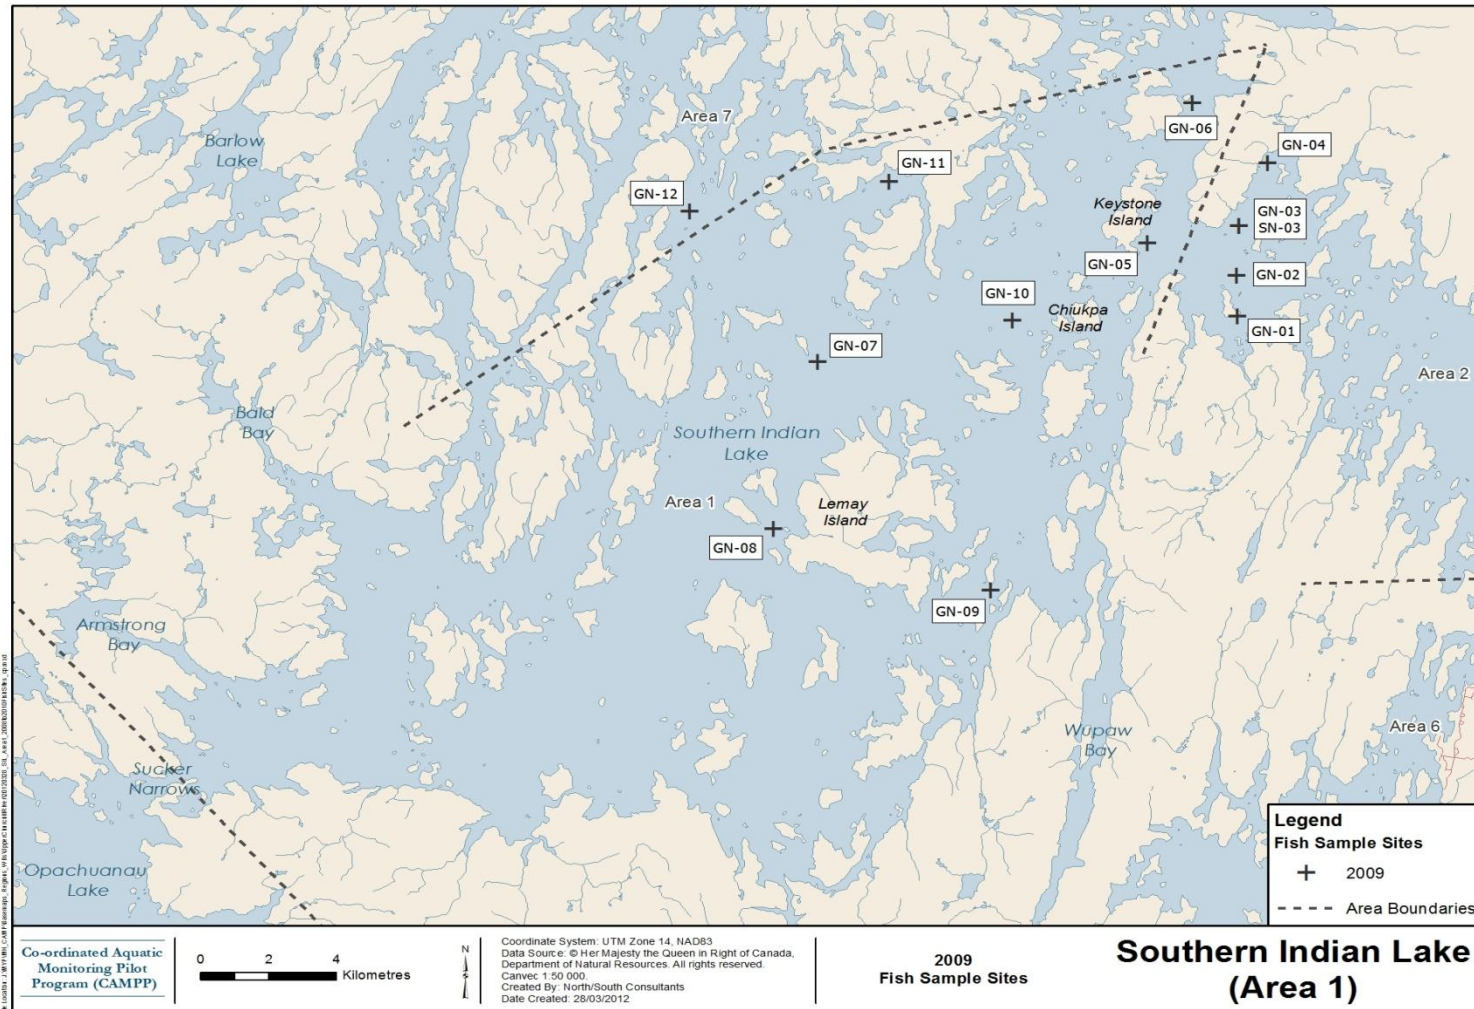 Area 7
GN-06
Barlow
Lake
GN-04
GN-11
GN-12
Keystone
Island
GN-03
SN-03
GN-05
GN-02
GN-10
Chiukpa
Island
GN-01
GN-07
Area 2
Bald
Bay
Southern Indian
Lake
Area 1
Lemay
Island
GN-08
GN-09
Armstrong
Bay
Wupaw
Bay
Area 6
Sucker
Narrows
Opachuanau
Lake
Legend
Fish Sample Sites
2009
Area Boundaries
Co-ordinated Aquatic
Monitoring Pilot
Program (CAMPP)
0 2 4
Kilometres
N
Coordinate System: UTM Zone 14, NAD83
Data Source: © Her Majesty the Queen in Right of Canada,
Department of Natural Resources. All rights reserved.
Canvec 1:50 000.
Created By: North/South Consultants
Date Created: 28/03/2012
2009
Fish Sample Sites
Southern Indian Lake
(Area 1)